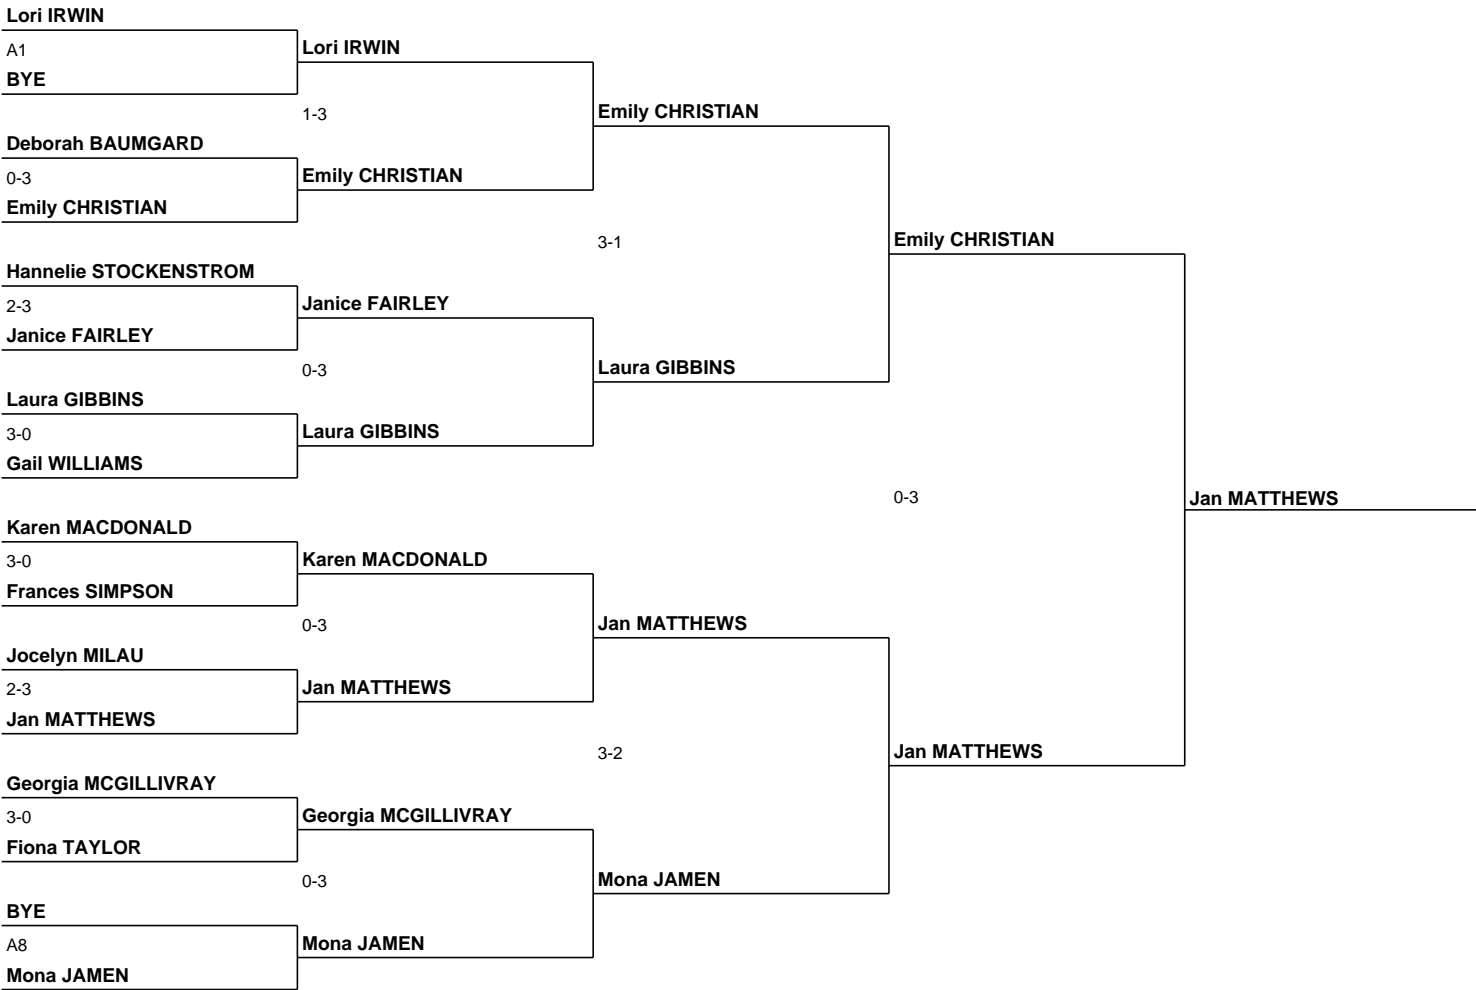 Lori IRWIN
A1
BYE
Deborah BAUMGARD
0-3
Emily CHRISTIAN
Hannelie STOCKENSTROM
2-3
Janice FAIRLEY
Laura GIBBINS
3-0
Gail WILLIAMS
Karen MACDONALD
3-0
Frances SIMPSON
Jocelyn MILAU
2-3
Jan MATTHEWS
Georgia MCGILLIVRAY
3-0
Fiona TAYLOR
BYE
A8
Mona JAMEN
Lori IRWIN
1-3
Emily CHRISTIAN
Janice FAIRLEY
0-3
Laura GIBBINS
Karen MACDONALD
0-3
Jan MATTHEWS
Georgia MCGILLIVRAY
0-3
Mona JAMEN
Emily CHRISTIAN
3-1
Laura GIBBINS
Jan MATTHEWS
3-2
Mona JAMEN
Emily CHRISTIAN
0-3
Jan MATTHEWS
Jan MATTHEWS